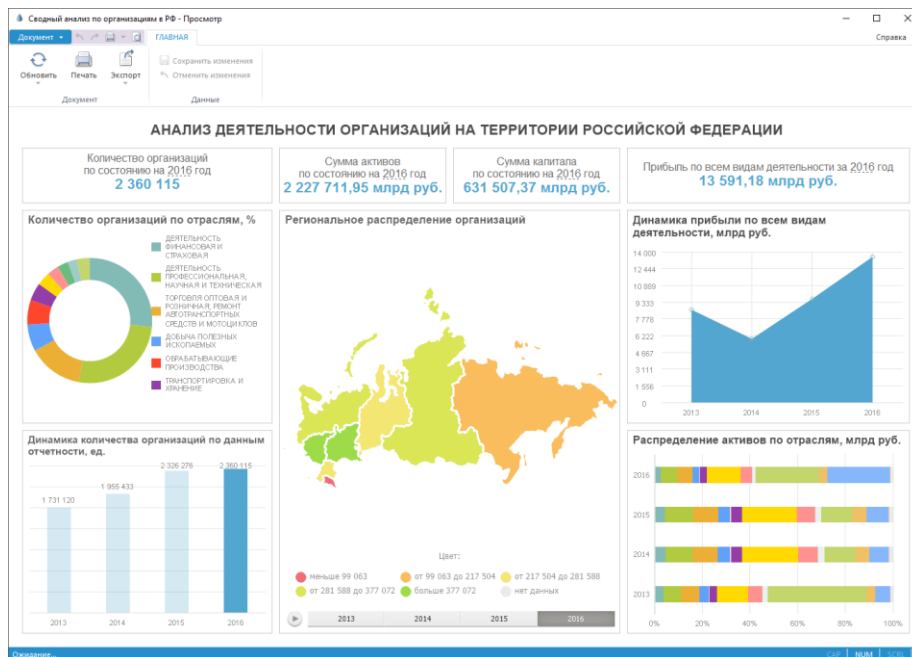 Сводный анализ по организациям в РФ - Просмотр
Документ
ГЛАВНАЯ
Справка
Обновить
Печать
Экспорт
Сохранить изменения
Отменить изменения
Документ
Данные
АНАЛИЗ ДЕЯТЕЛЬНОСТИ ОРГАНИЗАЦИЙ НА ТЕРРИТОРИИ РОССИЙСКОЙ ФЕДЕРАЦИИ
Количество организаций
по состоянию на 2016 год
2 360 115
Сумма активов
по состоянию на 2016 год
2 227 711,95 млрд руб.
Сумма капитала
по состоянию на 2016 год
631 507,37 млрд руб.
Прибыль по всем видам деятельности за 2016 год
13 591,18 млрд руб.
Количество организаций по отраслям, %
ДЕЯТЕЛЬНОСТЬ
ФИНАНСОВАЯ И
СТРАХОВАЯ
ДЕЯТЕЛЬНОСТЬ
ПРОФЕССИОНАЛЬНАЯ,
НАУЧНАЯ И ТЕХНИЧЕСКАЯ
ТОРГОВЛЯ ОПТОВАЯ И
РОЗНИЧНАЯ, РЕМОНТ
АВТОТРАНСПОРТНЫХ
СРЕДСТВ И МОТОЦИКЛОВ
ДОБЫЧА ПОЛЕЗНЫХ
ИСКОПАЕМЫХ
ОБРАБАТЫВАЮЩИЕ
ПРОИЗВОДСТВА
ТРАНСПОРТИРОВКА И
ХРАНЕНИЕ
Региональное распределение организаций
Цвет:
меньше 99 063
от 99 063 до 217 504
от 217 504 до 281 588
от 281 588 до 377 072
больше 377 072
нет данных
2013
2014
2015
2016
Динамика прибыли по всем видам
деятельности, млрд руб.
14 000
12 444
10 889
9 333
7 778
6 222
4 667
3 111
1 556
0
2013
2014
2015
2016
Динамика количества организаций по данным
отчетности, ед.
1 731 120
1 955 433
2 326 276
2 360 115
2013
2014
2015
2016
Распределение активов по отраслям, млрд руб.
2016
2015
2014
2013
0%
20%
40%
60%
80%
100%
Ожидание...
CAP
NUM
SCRL